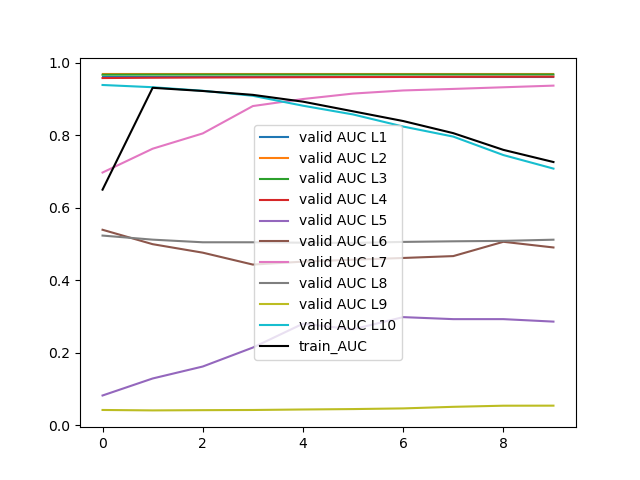 1.0
0.8
0.6
0.4
0.2
0.0
valid AUC L1
valid AUC L2
valid AUC L3
valid AUC L4
valid AUC L5
valid AUC L6
valid AUC L7
valid AUC L8
valid AUC L9
valid AUC L10
train_AUC
0 2 4 6 8